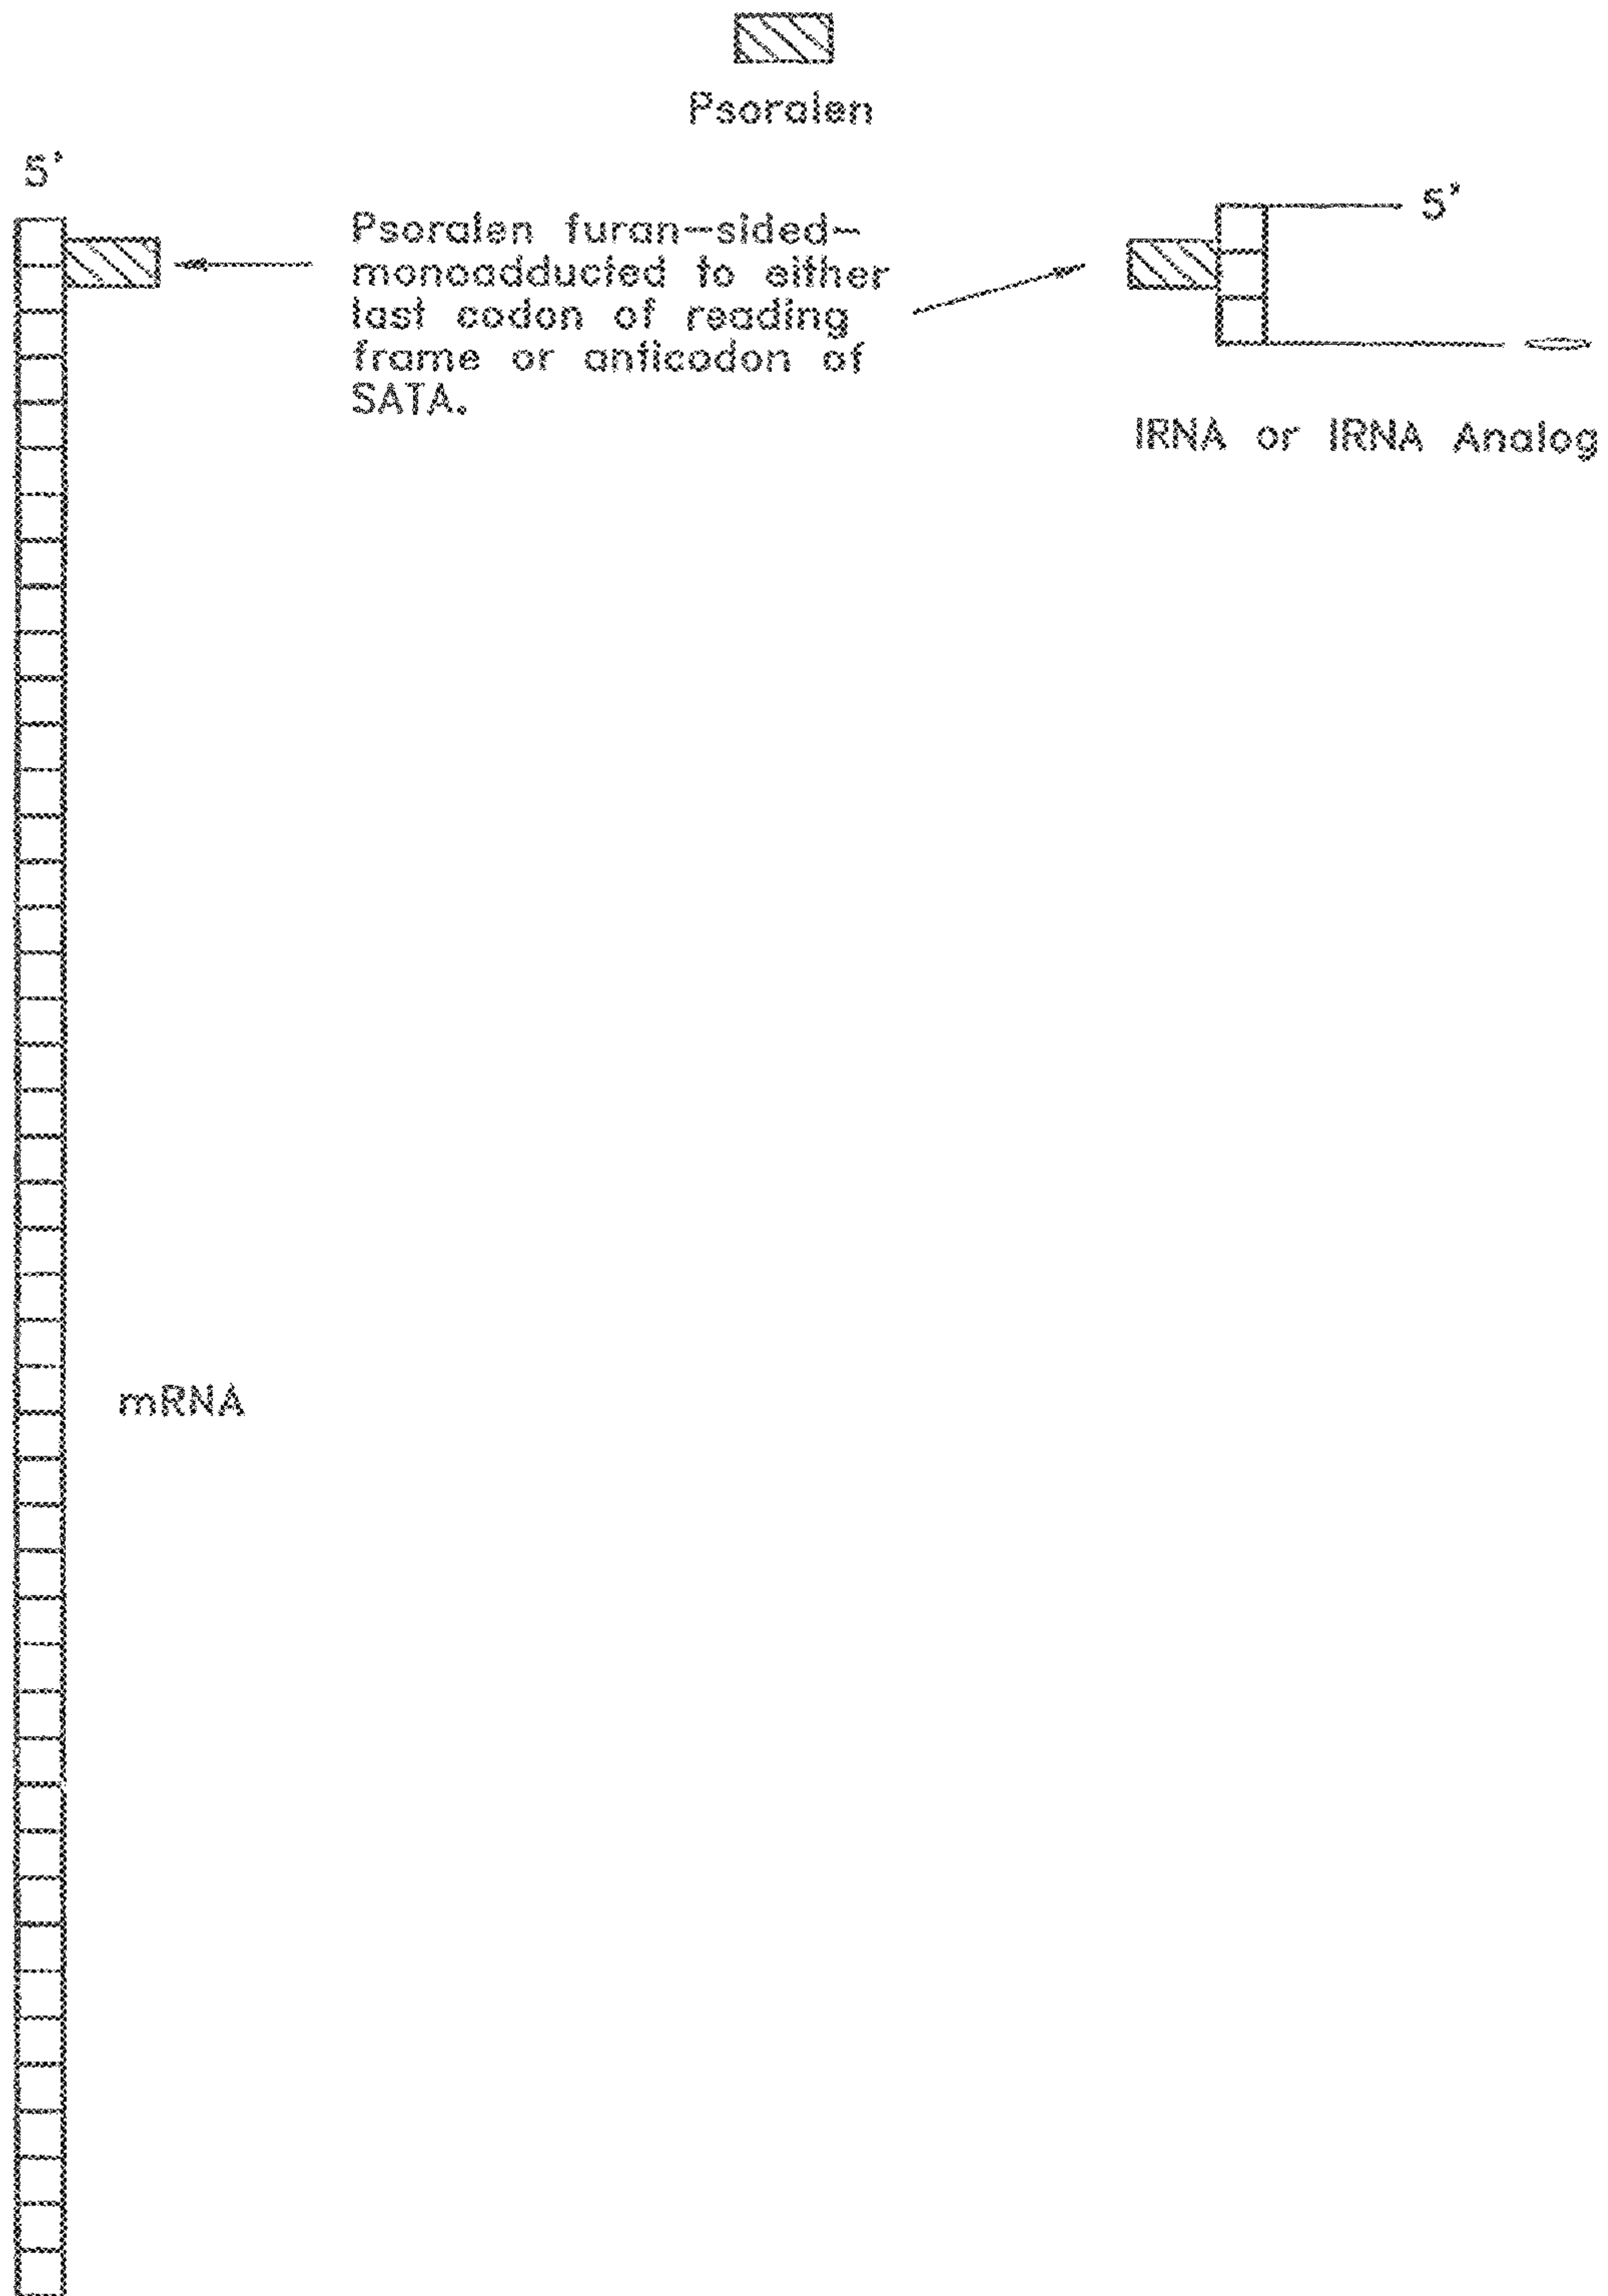 Psoralen
5'
5'
Psoralen furan-sided-
monoadducted to either
last codon of reading
frame or anticodon of
SATA.
tRNA or tRNA Analog
mRNA